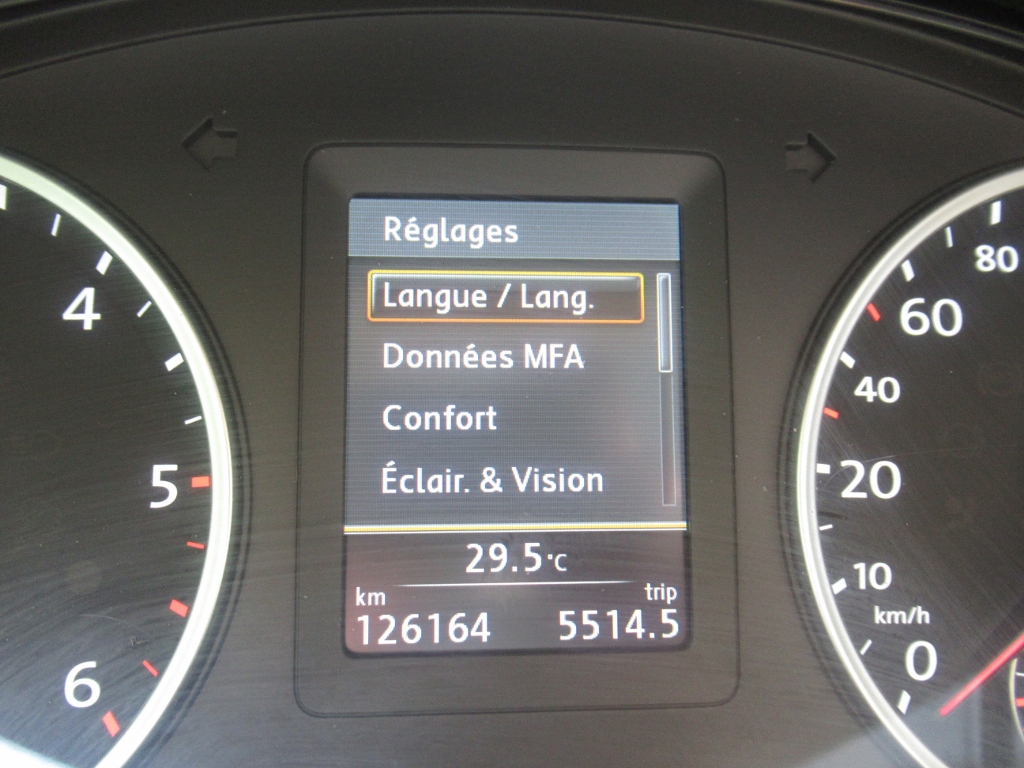 Réglages
Langue / Lang.
Données MFA
Confort
Éclair. & Vision
29.5°C
km trip
126164 5514.5
4
5
6
80
60
40
20
10
km/h
0